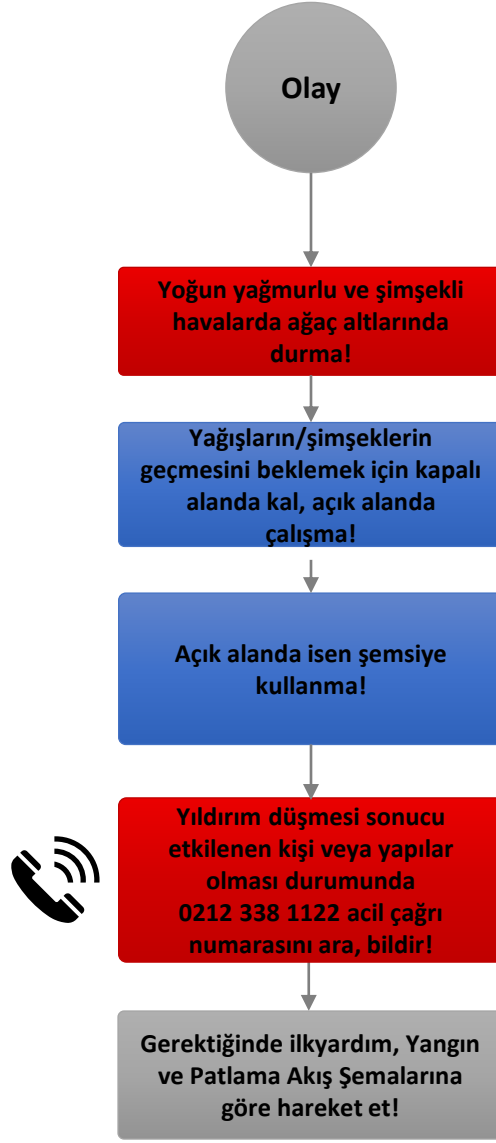 Olay
Yoğun yağmurlu ve şimşekli
havalarda ağaç altlarında
durma!
Yağışların/şimşeklerin
geçmesini beklemek için kapalı
alanda kal, açık alanda
çalışma!
Açık alanda isen şemsiye
kullanma!
Yıldırım düşmesi sonucu
etkilenen kişi veya yapılar
olması durumunda
0212 338 1122 acil çağrı
numarasını ara, bildir!
Gerektiğinde ilkyardım, Yangın
ve Patlama Akış Şemalarına
göre hareket et!